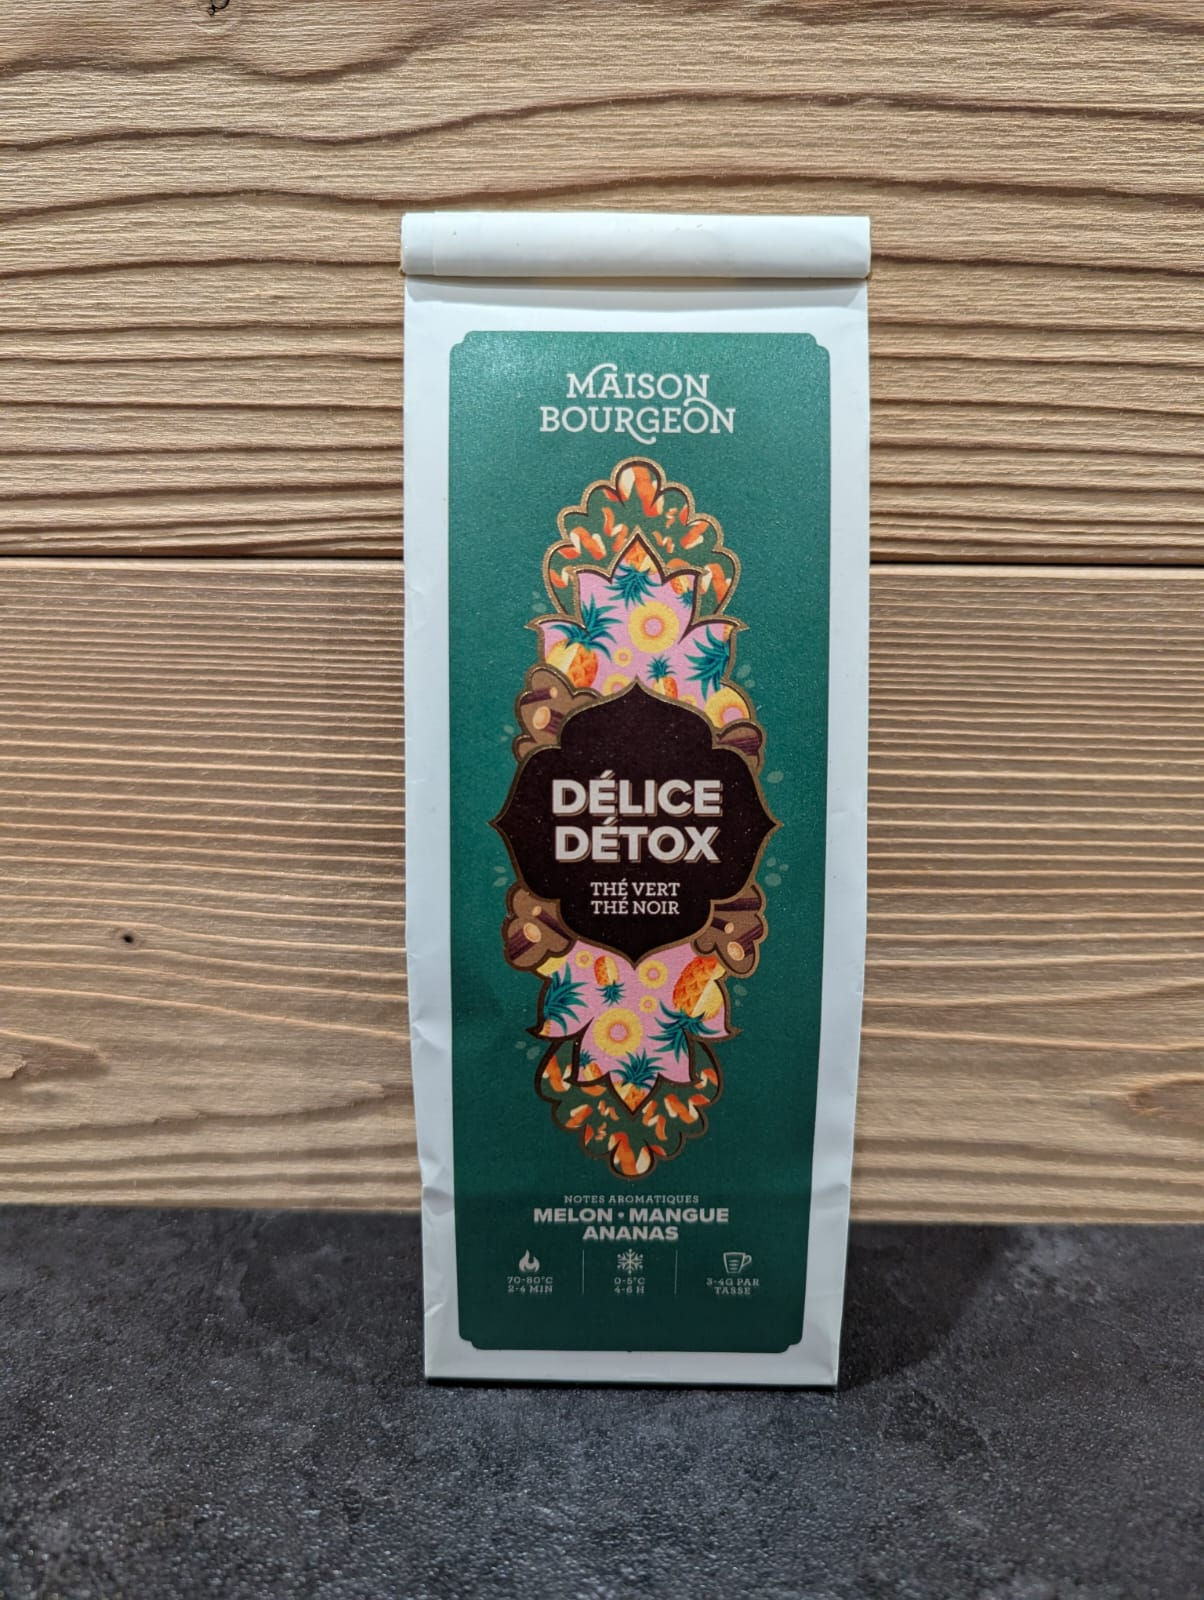 MAISON
BOURGEON
DÉLICE
DÉTOX
THÉ VERT
THÉ NOIR
NOTES AROMATIQUES
MELON • MANGUE
ANANAS
70-80°C
2-4 MIN
0-5°C
4-6 H
3-4G PAR
TASSE